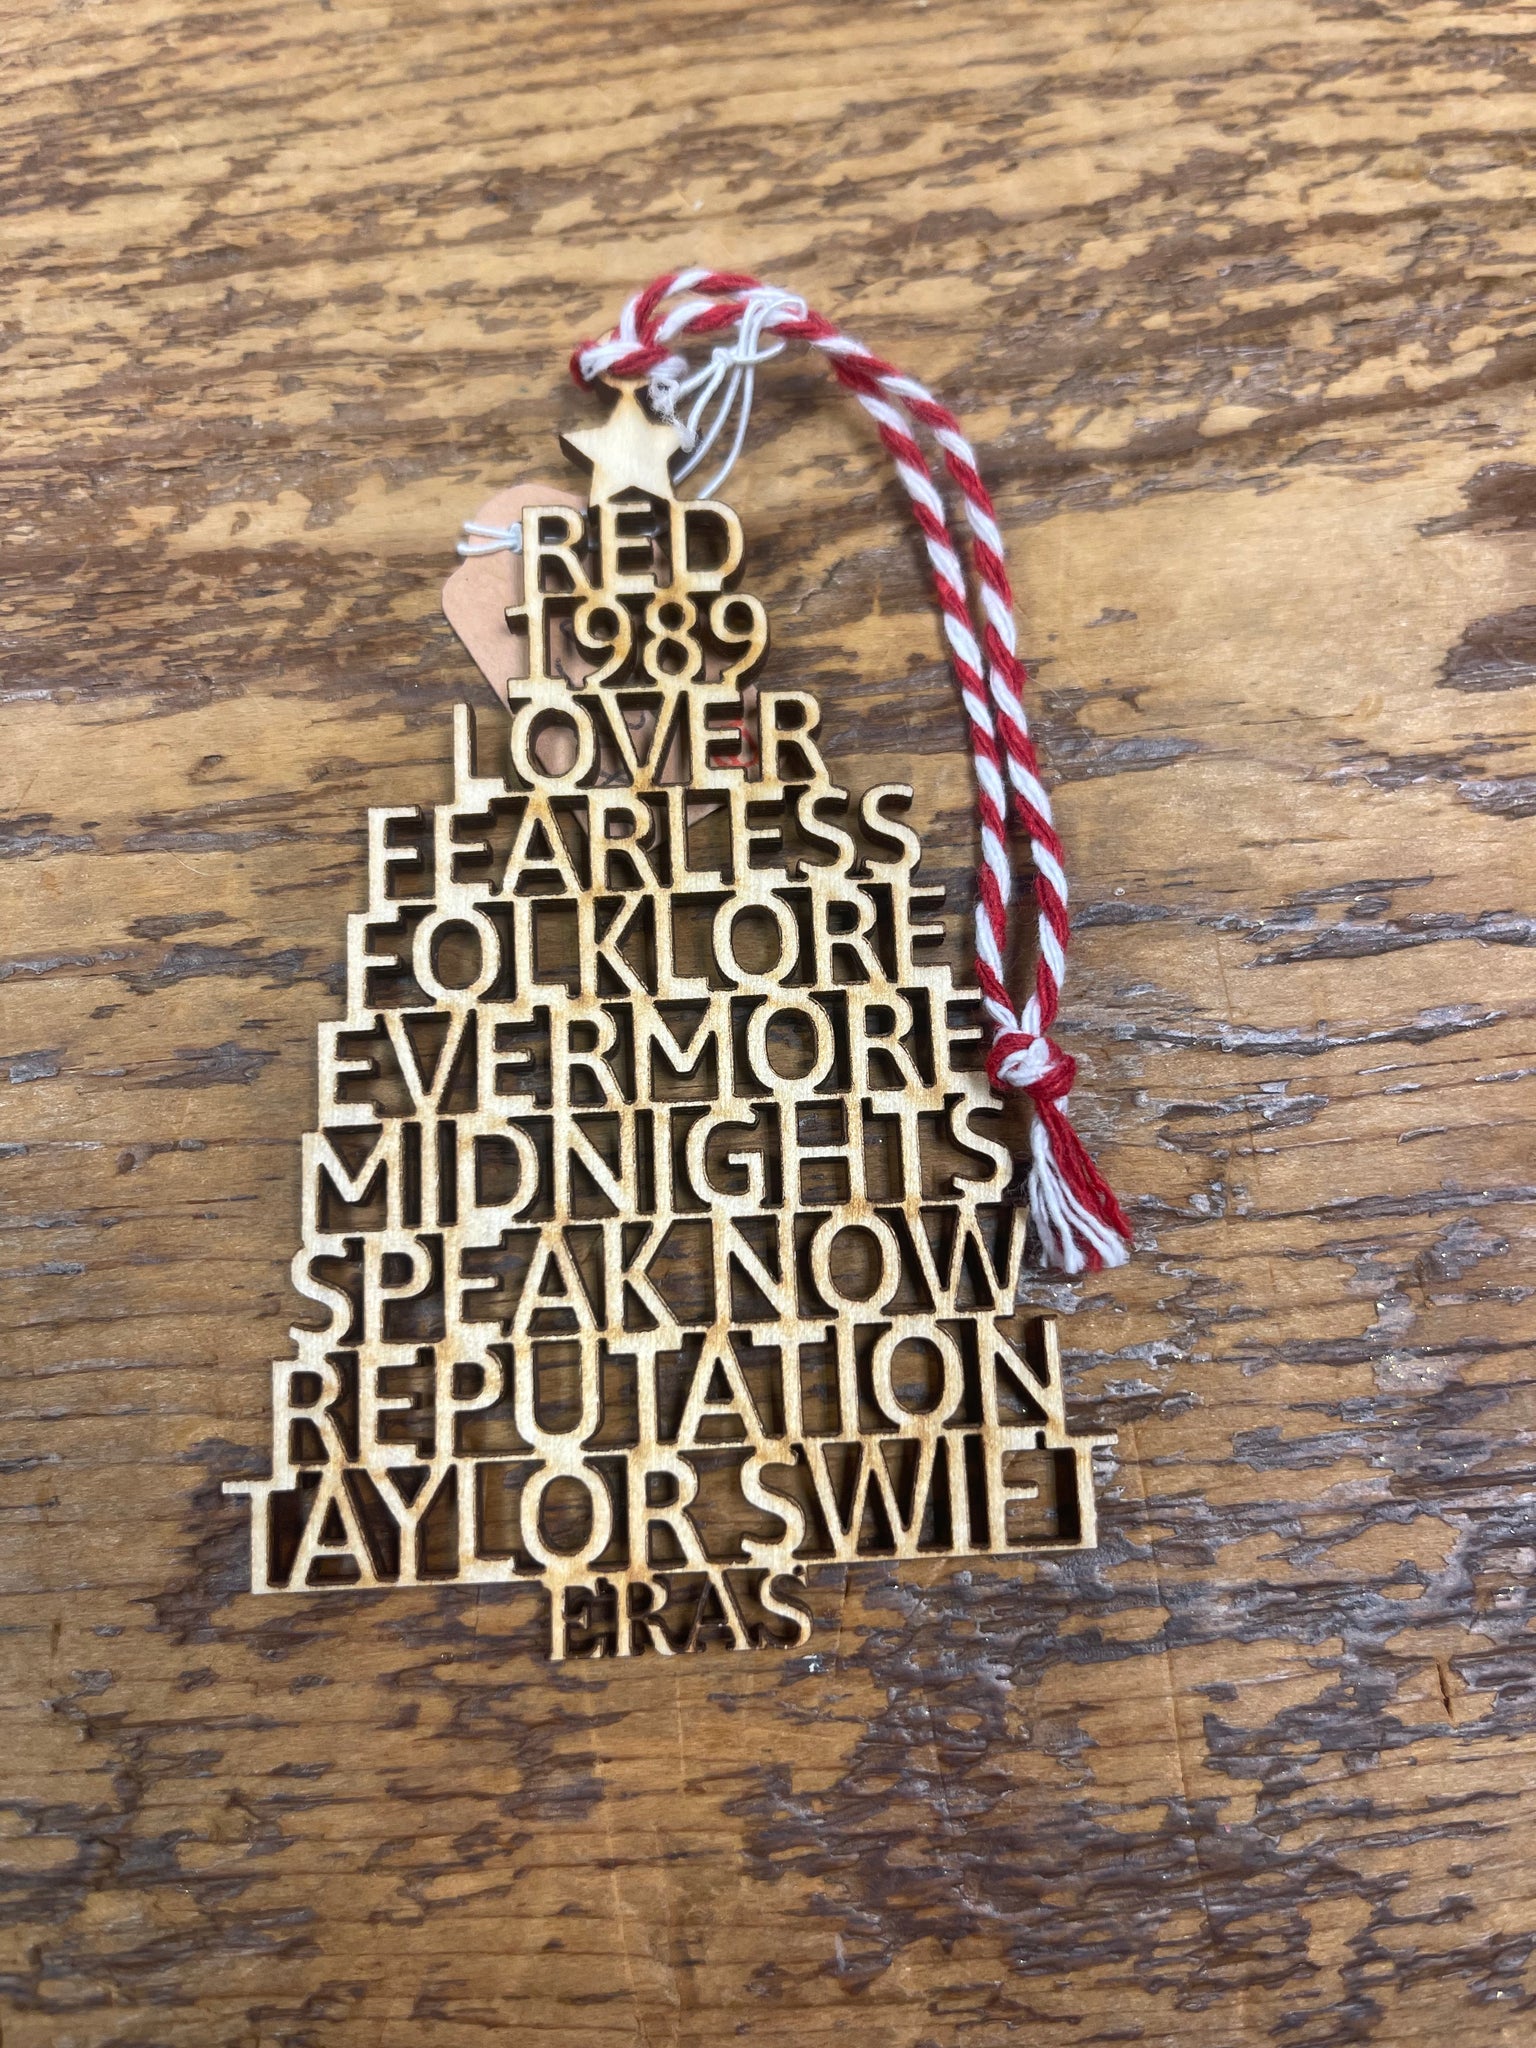 RED
1989
LOVER
FEARLESS
FOLKLORE
EVERMORE
MIDNIGHTS
SPEAK NOW
REPUTATION
TAYLOR SWIFT
ERAS